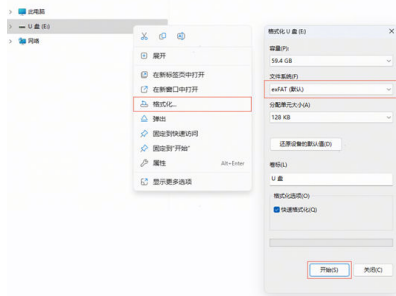 此电脑
U 盘 (E:)
网络
展开
在新标签页中打开
在新窗口中打开
格式化...
弹出
固定到快速访问
固定到"开始"
属性 Alt+Enter
显示更多选项
格式化 U 盘 (E:)
容量(P):
59.4 GB
文件系统(F)
exFAT (默认)
分配单元大小(A)
128 KB
还原设备的默认值(D)
卷标(L)
U 盘
格式化选项(O)
快速格式化(Q)
开始(S)
关闭(C)